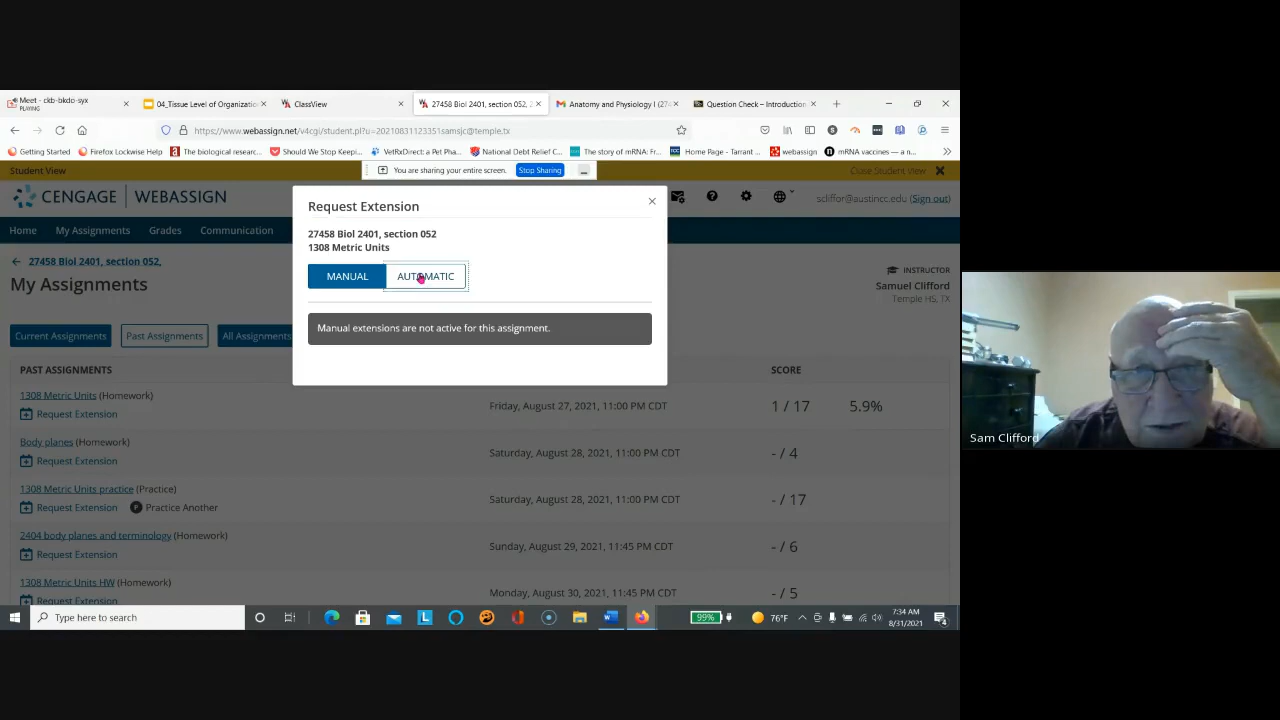 Meet - ckb-bkdo-syx
PLAYING
04_Tissue Level of Organizatio
ClassView
27458 Biol 2401, section 052, 2
Anatomy and Physiology I (274
Question Check – Introduction
https://www.webassign.net/v4cgi/student.pl?u=20210831123351samsjc@temple.tx
Getting Started
Firefox Lockwise Help
The biological resear...
Should We Stop Keepi...
VetRxDirect: a Pet Pha...
National Debt Relief C...
The story of mRNA: Fr...
Home Page - Tarrant ...
webassign
mRNA vaccines — a n...
Student View
You are sharing your entire screen.
Stop Sharing
Close Student View
CENGAGE | WEBASSIGN
sclliffor@austincc.edu (Sign out)
Home
My Assignments
Grades
Communication
Request Extension
27458 Biol 2401, section 052
1308 Metric Units
MANUAL
AUTOMATIC
Manual extensions are not active for this assignment.
27458 Biol 2401, section 052,
My Assignments
INSTRUCTOR
Samuel Clifford
Temple HS, TX
Current Assignments
Past Assignments
All Assignments
PAST ASSIGNMENTS
SCORE
1308 Metric Units (Homework)
Request Extension
Friday, August 27, 2021, 11:00 PM CDT
1 / 17
5.9%
Body planes (Homework)
Request Extension
Saturday, August 28, 2021, 11:00 PM CDT
- / 4
1308 Metric Units practice (Practice)
Request Extension
P Practice Another
Saturday, August 28, 2021, 11:00 PM CDT
- / 17
2404 body planes and terminology (Homework)
Request Extension
Sunday, August 29, 2021, 11:45 PM CDT
- / 6
1308 Metric Units HW (Homework)
Request Extension
Monday, August 30, 2021, 11:45 PM CDT
- / 5
Sam Clifford
Type here to search
99%
76°F
7:34 AM
8/31/2021
4